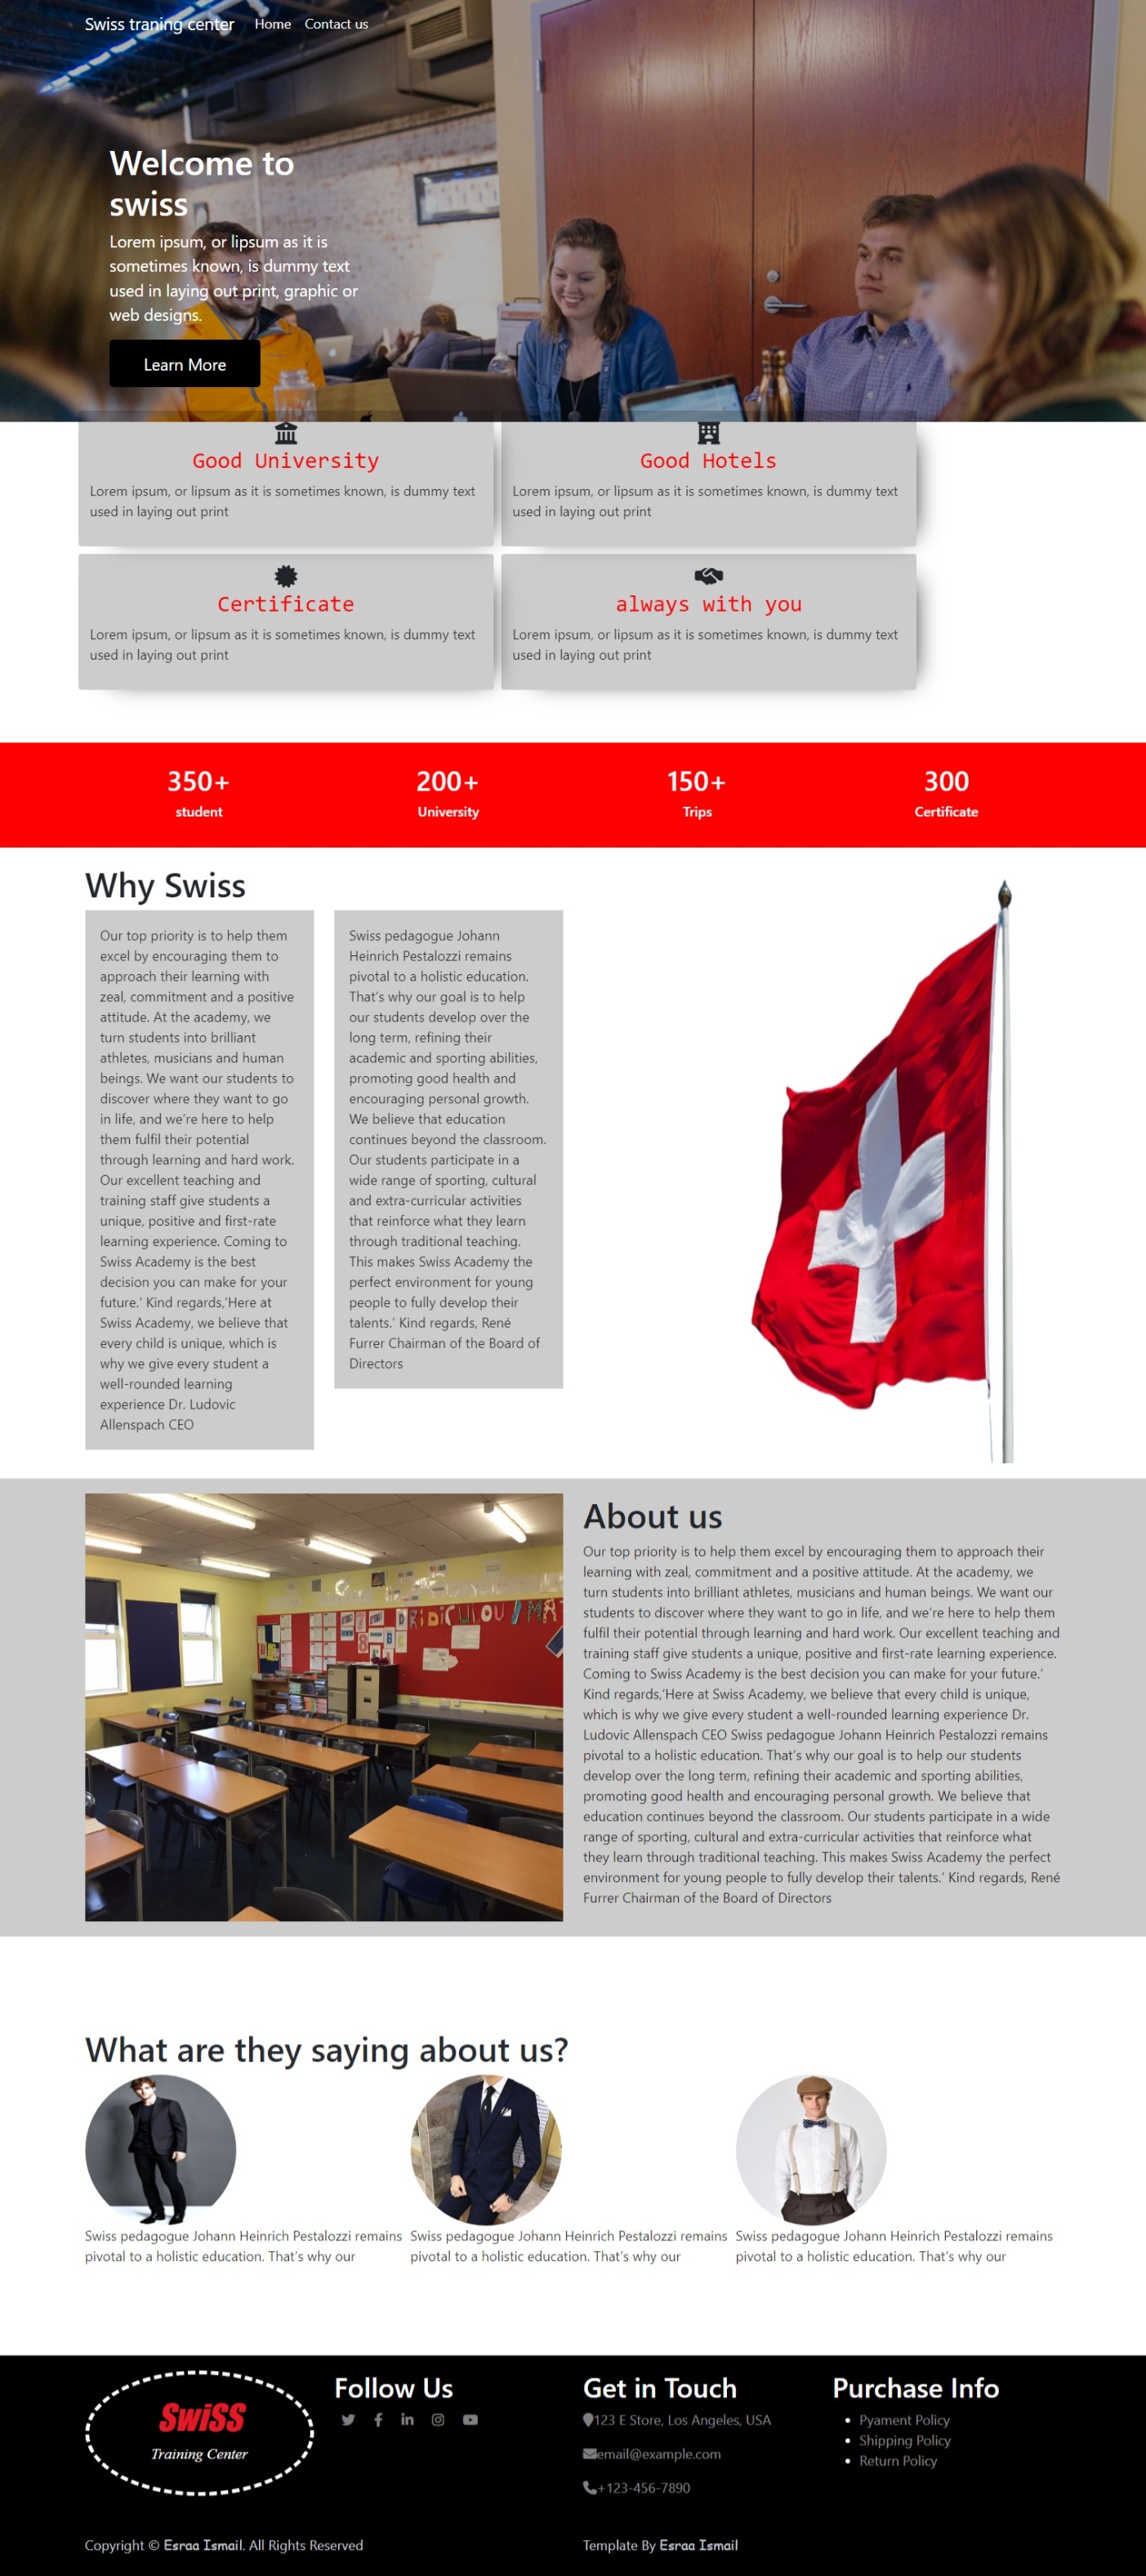 Swiss traning center Home Contact us
Welcome to
swiss
Lorem ipsum, or lipsum as it is
sometimes known, is dummy text
used in laying out print, graphic or
web designs.
Learn More
Good University
Lorem ipsum, or lipsum as it is sometimes known, is dummy text
used in laying out print
Good Hotels
Lorem ipsum, or lipsum as it is sometimes known, is dummy text
used in laying out print
Certificate
Lorem ipsum, or lipsum as it is sometimes known, is dummy text
used in laying out print
always with you
Lorem ipsum, or lipsum as it is sometimes known, is dummy text
used in laying out print
350+
student
200+
University
150+
Trips
300
Certificate
Why Swiss
Our top priority is to help them
excel by encouraging them to
approach their learning with
zeal, commitment and a positive
attitude. At the academy, we
turn students into brilliant
athletes, musicians and human
beings. We want our students to
discover where they want to go
in life, and we're here to help
them fulfil their potential
through learning and hard work.
Our excellent teaching and
training staff give students a
unique, positive and first-rate
learning experience. Coming to
Swiss Academy is the best
decision you can make for your
future.' Kind regards,'Here at
Swiss Academy, we believe that
every child is unique, which is
why we give every student a
well-rounded learning
experience Dr. Ludovic
Allenspach CEO
Swiss pedagogue Johann
Heinrich Pestalozzi remains
pivotal to a holistic education.
That's why our goal is to help
our students develop over the
long term, refining their
academic and sporting abilities,
promoting good health and
encouraging personal growth.
We believe that education
continues beyond the classroom.
Our students participate in a
wide range of sporting, cultural
and extra-curricular activities
that reinforce what they learn
through traditional teaching.
This makes Swiss Academy the
perfect environment for young
people to fully develop their
talents.' Kind regards, René
Furrer Chairman of the Board of
Directors
About us
Our top priority is to help them excel by encouraging them to approach their
learning with zeal, commitment and a positive attitude. At the academy, we
turn students into brilliant athletes, musicians and human beings. We want our
students to discover where they want to go in life, and we're here to help them
fulfil their potential through learning and hard work. Our excellent teaching and
training staff give students a unique, positive and first-rate learning experience.
Coming to Swiss Academy is the best decision you can make for your future.'
Kind regards,'Here at Swiss Academy, we believe that every child is unique,
which is why we give every student a well-rounded learning experience Dr.
Ludovic Allenspach CEO Swiss pedagogue Johann Heinrich Pestalozzi remains
pivotal to a holistic education. That's why our goal is to help our students
develop over the long term, refining their academic and sporting abilities,
promoting good health and encouraging personal growth. We believe that
education continues beyond the classroom. Our students participate in a wide
range of sporting, cultural and extra-curricular activities that reinforce what
they learn through traditional teaching. This makes Swiss Academy the perfect
environment for young people to fully develop their talents.' Kind regards, René
Furrer Chairman of the Board of Directors
What are they saying about us?
Swiss pedagogue Johann Heinrich Pestalozzi remains
pivotal to a holistic education. That's why our
Swiss pedagogue Johann Heinrich Pestalozzi remains
pivotal to a holistic education. That's why our
Swiss pedagogue Johann Heinrich Pestalozzi remains
pivotal to a holistic education. That's why our
SwiSS
Training Center
Follow Us
Get in Touch
123 E Store, Los Angeles, USA
email@example.com
+123-456-7890
Purchase Info
Pyament Policy
Shipping Policy
Return Policy
Copyright © Esraa Ismail. All Rights Reserved
Template By Esraa Ismail